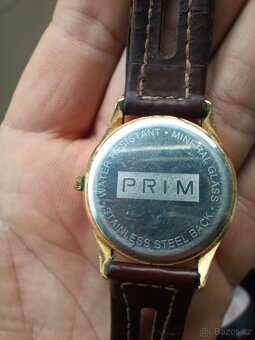 WATER RESISTANT • MINERAL GLASS
PRIM
STAINLESS STEEL BACK
© Bazos.cz